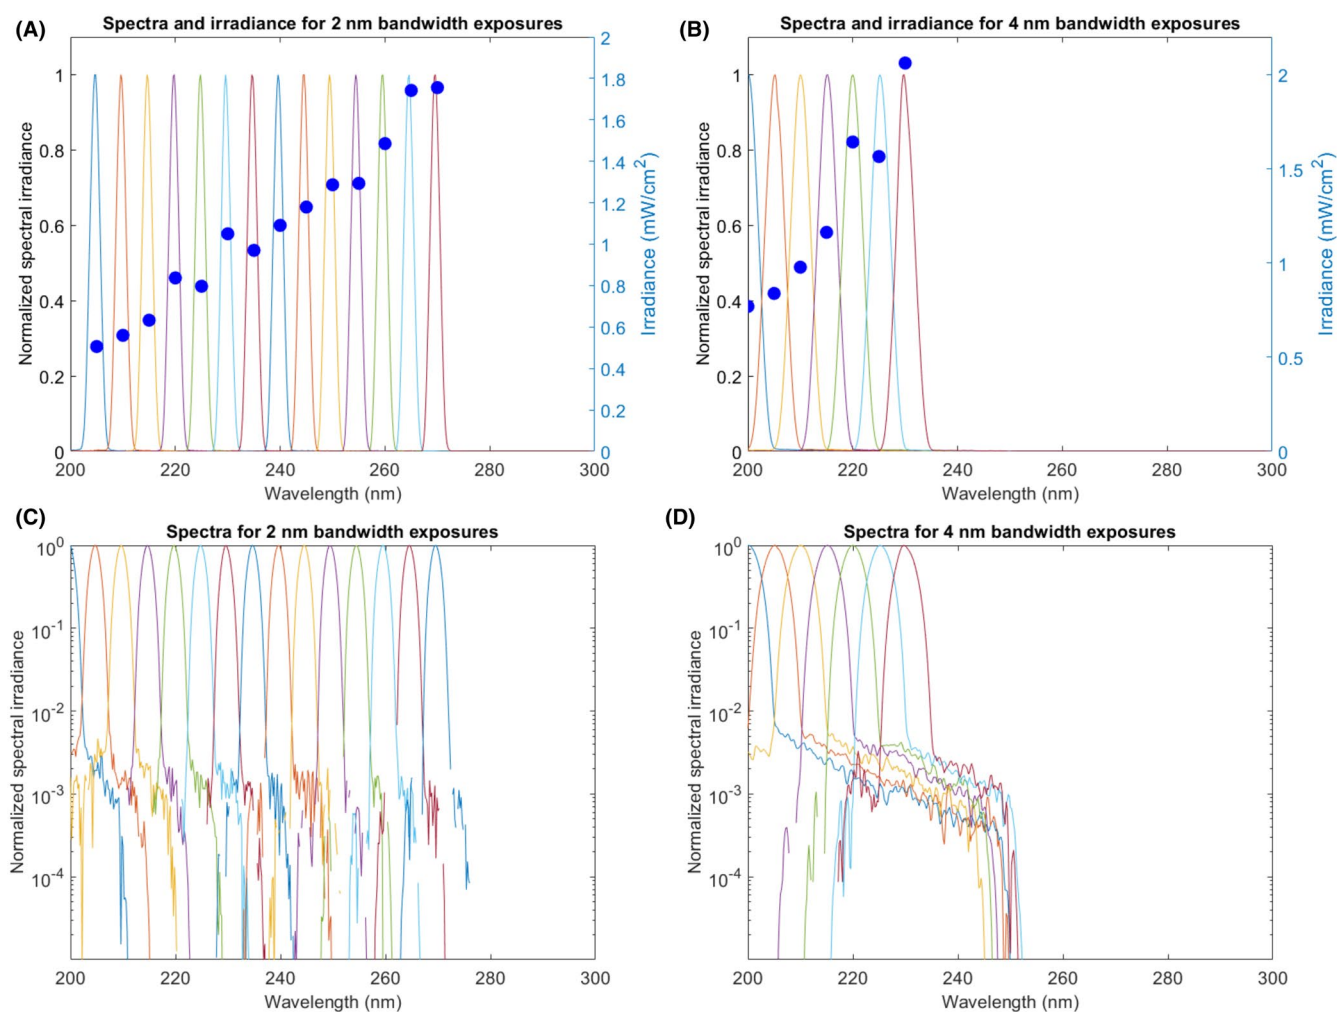 (A)
Spectra and irradiance for 2 nm bandwidth exposures
Normalized spectral irradiance
1
0.8
0.6
0.4
0.2
0
2
1.8
1.6
1.4
1.2
1
0.8
0.6
0.4
0.2
0
Irradiance (mW/cm2)
200 220 240 260 280 300
Wavelength (nm)
(B)
Spectra and irradiance for 4 nm bandwidth exposures
Normalized spectral irradiance
1
0.8
0.6
0.4
0.2
0
2
1.5
1
0.5
0
Irradiance (mW/cm2)
200 220 240 260 280 300
Wavelength (nm)
(C)
Spectra for 2 nm bandwidth exposures
Normalized spectral irradiance
10^0
10^-1
10^-2
10^-3
10^-4
200 220 240 260 280 300
Wavelength (nm)
(D)
Spectra for 4 nm bandwidth exposures
Normalized spectral irradiance
10^0
10^-1
10^-2
10^-3
10^-4
200 220 240 260 280 300
Wavelength (nm)